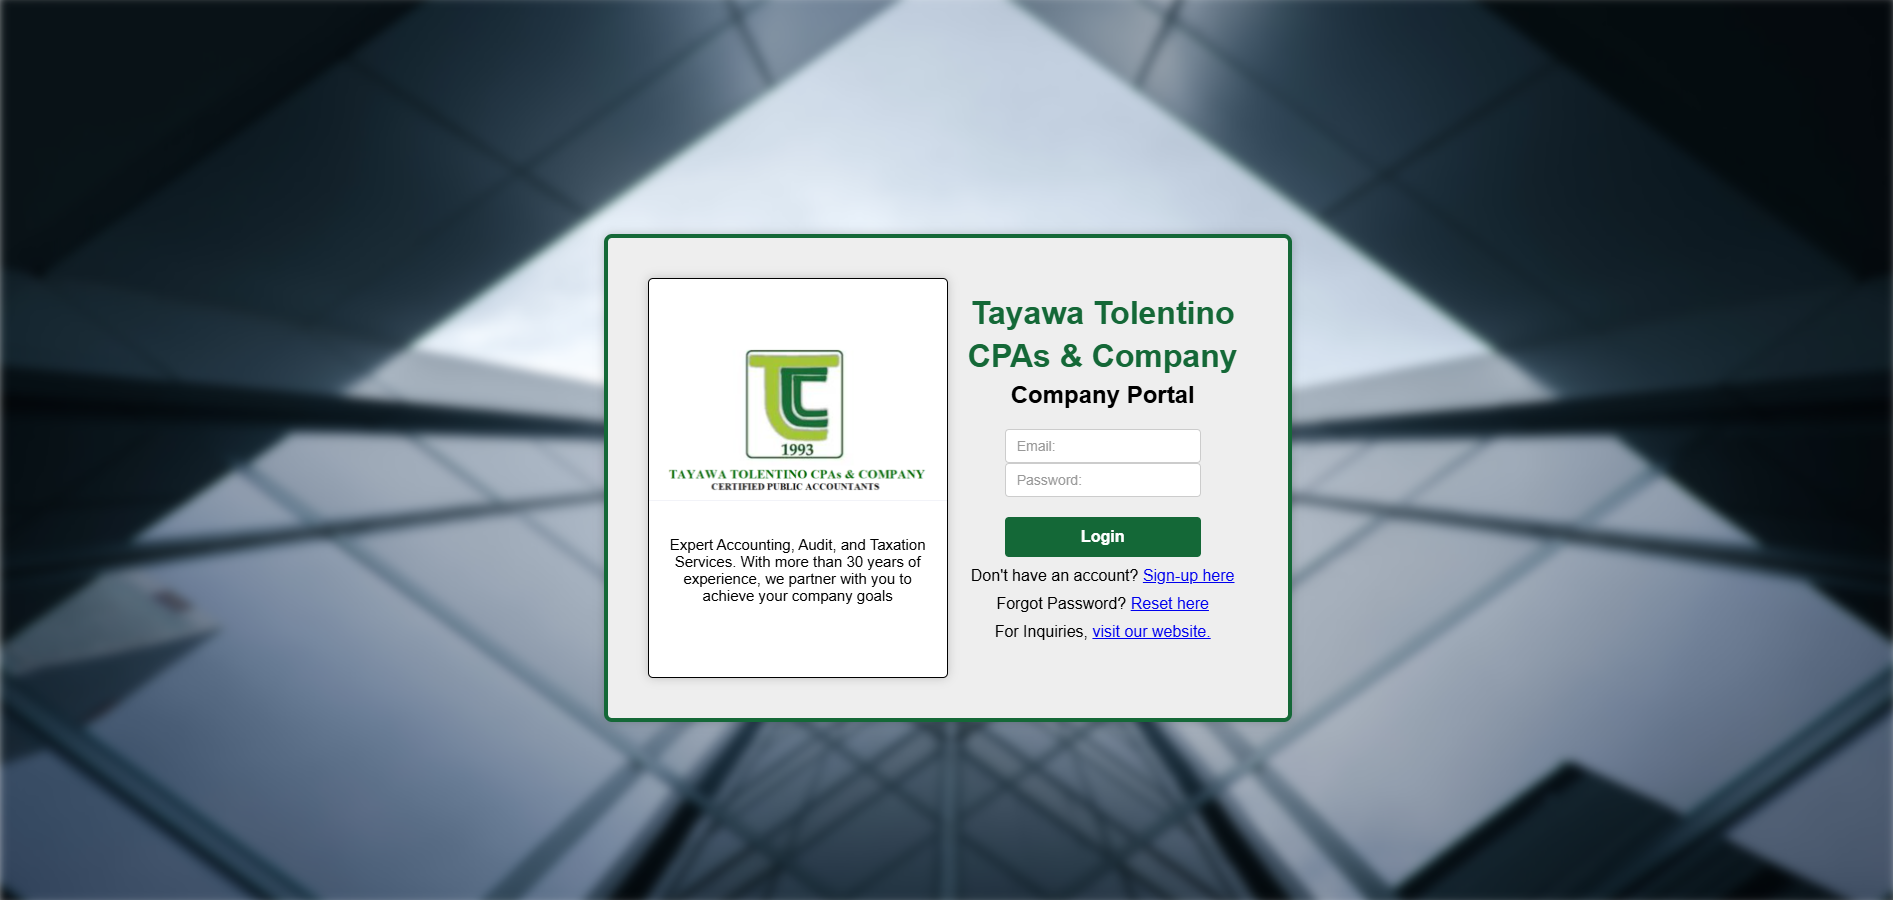 1993
TAYAWA TOLENTINO CPAs & COMPANY
CERTIFIED PUBLIC ACCOUNTANTS
Expert Accounting, Audit, and Taxation
Services. With more than 30 years of
experience, we partner with you to
achieve your company goals
Tayawa Tolentino
CPAs & Company
Company Portal
Email:
Password:
Login
Don't have an account? Sign-up here
Forgot Password? Reset here
For Inquiries, visit our website.